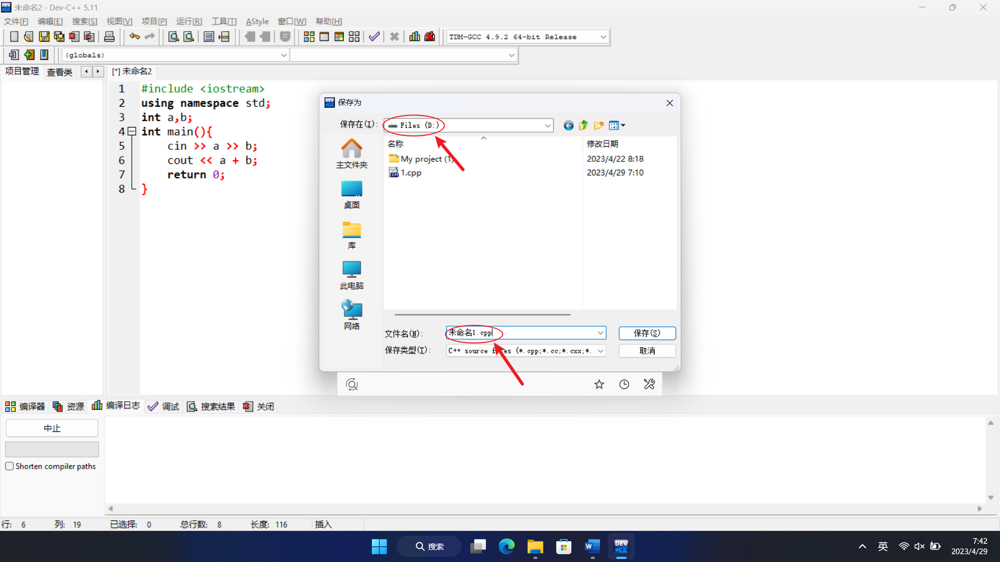 未命名2 - Dev-C++ 5.11
文件[F] 编辑[E] 搜索[S] 视图[V] 项目[P] 运行[R] 工具[T] AStyle 窗口[W] 帮助[H]
TDM-GCC 4.9.2 64-bit Release
(globals)
项目管理 查看类 [*] 未命名2
1 #include <iostream>
2 using namespace std;
3 int a,b;
4 int main(){
5 cin >> a >> b;
6 cout << a + b;
7 return 0;
8 }
保存为
保存在(I): Files (D:)
名称 修改日期
My project (1) 2023/4/22 8:18
1.cpp 2023/4/29 7:10
主文件夹
桌面
库
此电脑
网络
文件名(N): 未命名1.cpp 保存(S)
保存类型(T): C++ source files (*.cpp;*.cc;*.cxx;*. 取消
编译器 资源 编译日志 调试 搜索结果 关闭
中止
Shorten compiler paths
行: 6 列: 19 已选择: 0 总行数: 8 长度: 116 插入
搜索
英
7:42
2023/4/29